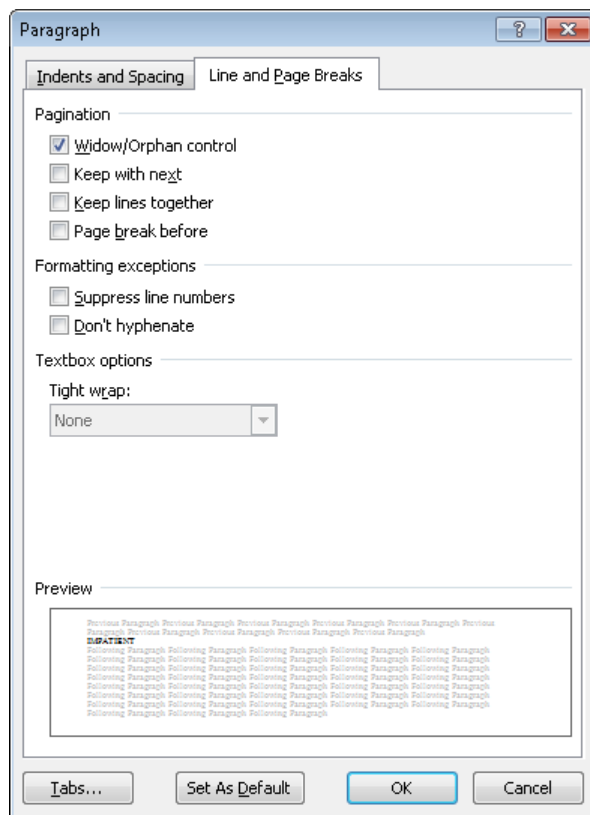 Paragraph
Indents and Spacing
Line and Page Breaks
Pagination
Widow/Orphan control
Keep with next
Keep lines together
Page break before
Formatting exceptions
Suppress line numbers
Don't hyphenate
Textbox options
Tight wrap:
None
Preview
Previous Paragraph Previous Paragraph Previous Paragraph Previous Paragraph Previous Paragraph Previous
Paragraph Previous Paragraph Previous Paragraph Previous Paragraph Previous Paragraph
IMPATIENT
Following Paragraph Following Paragraph Following Paragraph Following Paragraph Following Paragraph
Following Paragraph Following Paragraph Following Paragraph Following Paragraph Following Paragraph
Following Paragraph Following Paragraph Following Paragraph Following Paragraph Following Paragraph
Following Paragraph Following Paragraph Following Paragraph Following Paragraph Following Paragraph
Following Paragraph Following Paragraph Following Paragraph Following Paragraph Following Paragraph
Following Paragraph Following Paragraph Following Paragraph Following Paragraph Following Paragraph
Following Paragraph Following Paragraph Following Paragraph Following Paragraph Following Paragraph
Following Paragraph Following Paragraph Following Paragraph
Tabs...
Set As Default
OK
Cancel